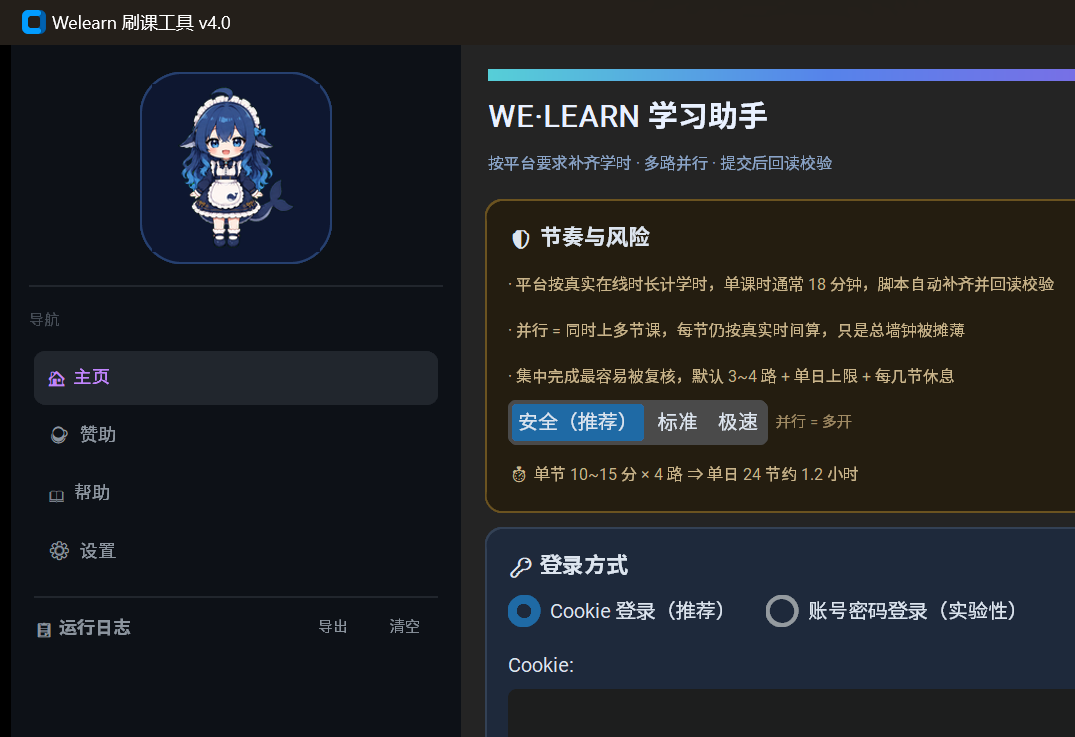 Welearn 刷课工具 v4.0
导航
主页
赞助
帮助
设置
运行日志 导出 清空
WE·LEARN 学习助手
按平台要求补齐学时 · 多路并行 · 提交后回读校验
节奏与风险
· 平台按真实在线时长计学时，单课时通常 18 分钟，脚本自动补齐并回读校验
· 并行 = 同时上多节课，每节仍按真实时间算，只是总墙钟被摊薄
· 集中完成最容易被复核，默认 3~4 路 + 单日上限 + 每几节休息
安全（推荐） 标准 极速 并行 = 多开
单节 10~15 分 × 4 路 ⇒ 单日 24 节约 1.2 小时
登录方式
Cookie 登录（推荐） 账号密码登录（实验性）
Cookie: